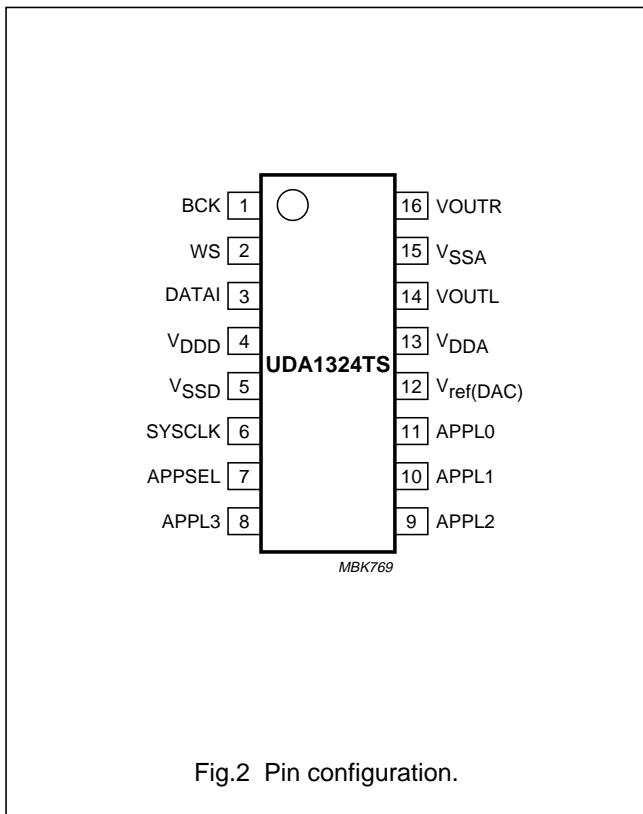 BCK 1 16 VOUTR
WS 2 15 VSSA
DATAI 3 14 VOUTL
VDDD 4 13 VDDA
UDA1324TS
VSSD 5 12 Vref(DAC)
SYSCLK 6 11 APPL0
APPSEL 7 10 APPL1
APPL3 8 9 APPL2
MBK769
Fig.2 Pin configuration.